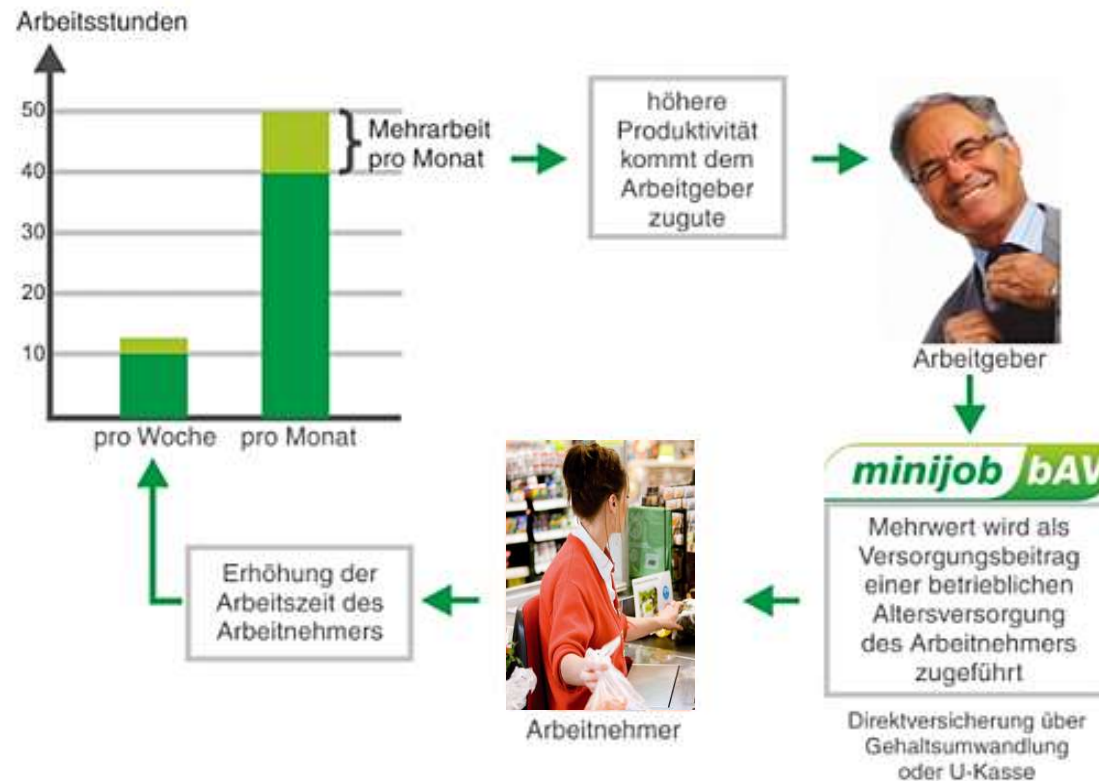 Arbeitsstunden
50
40
30
20
10
Mehrarbeit
pro Monat
pro Woche
pro Monat
höhere
Produktivität
kommt dem
Arbeitgeber
zugute
Arbeitgeber
minijob bAV
Mehrwert wird als
Versorgungsbeitrag
einer betrieblichen
Altersversorgung
des Arbeitnehmers
zugeführt
Direktversicherung über
Gehaltsumwandlung
oder U-Kasse
Arbeitnehmer
Erhöhung der
Arbeitszeit des
Arbeitnehmers